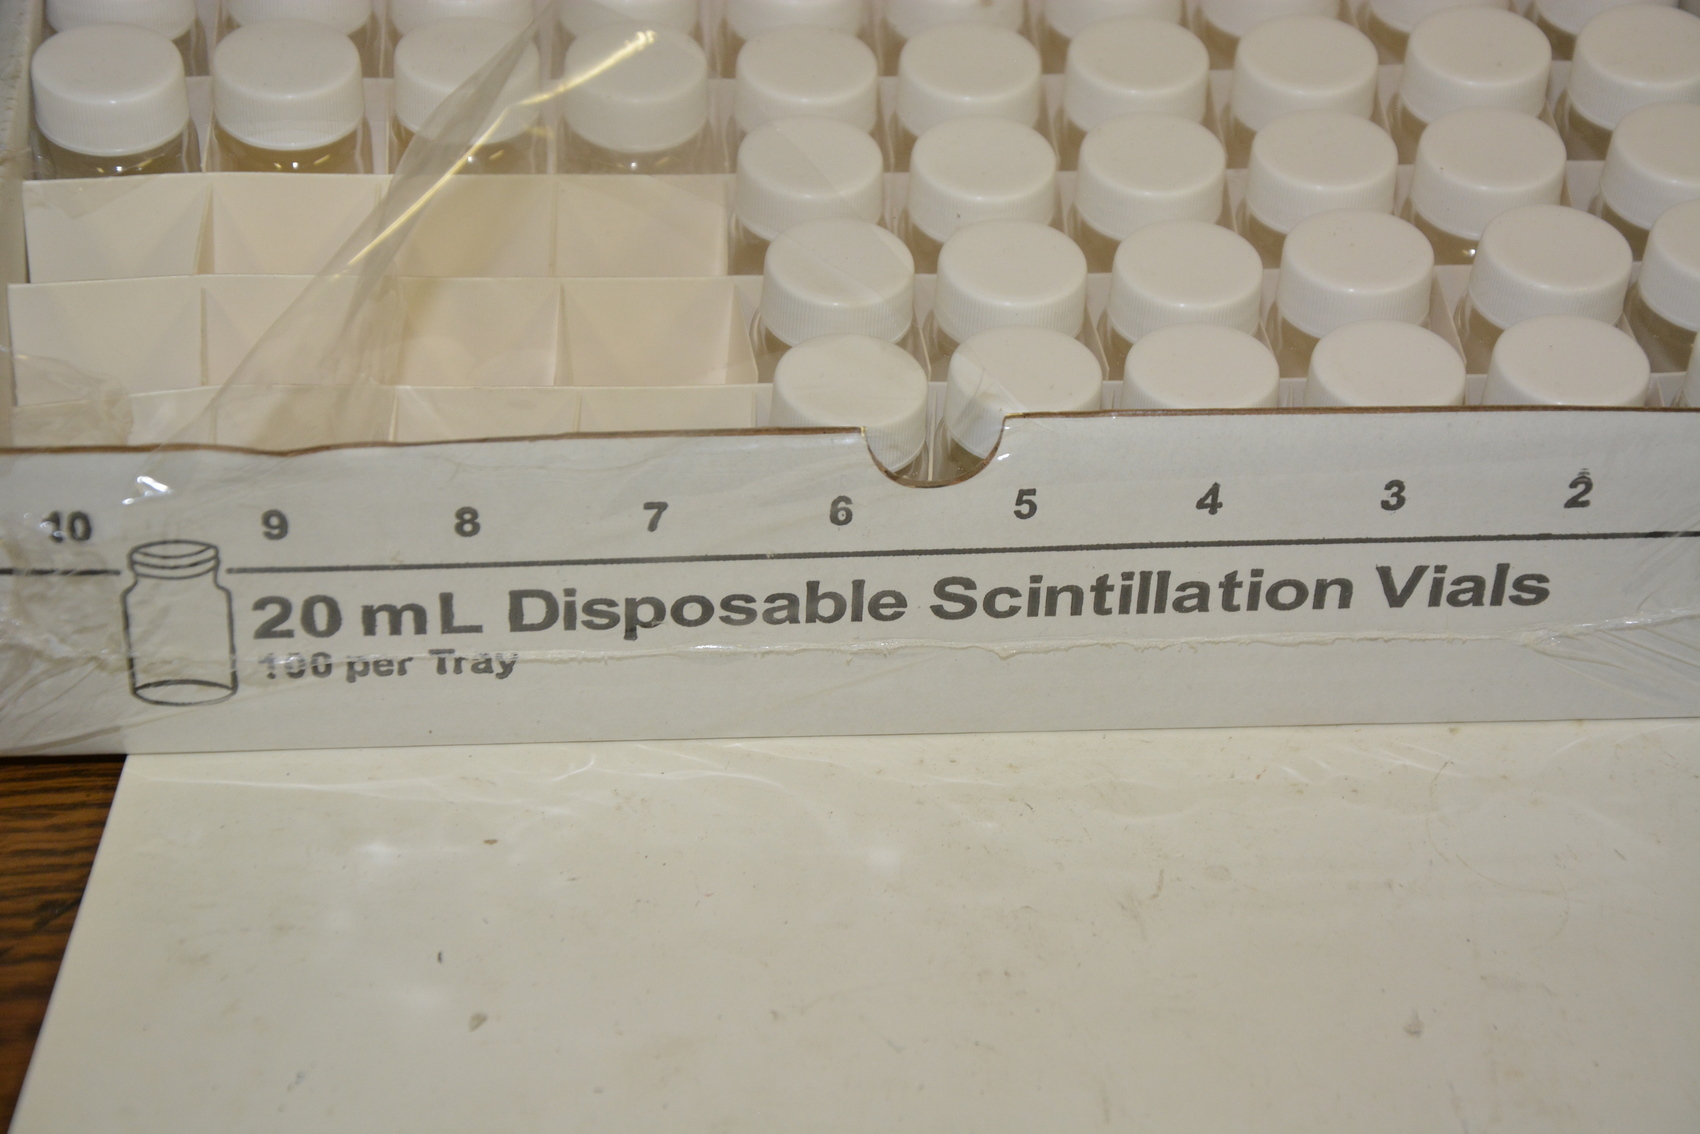 10 9 8 7 6 5 4 3 2
20 mL Disposable Scintillation Vials
100 per Tray